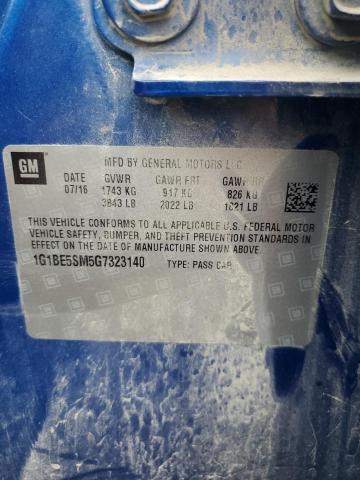 GM
MFD BY GENERAL MOTORS LLC
DATE GVWR GAWR FRT GAWR RR
07/16 1743 KG 917 KG 826 KG
3843 LB 2022 LB 1821 LB
THIS VEHICLE CONFORMS TO ALL APPLICABLE U.S. FEDERAL MOTOR
VEHICLE SAFETY, BUMPER, AND THEFT PREVENTION STANDARDS IN
EFFECT ON THE DATE OF MANUFACTURE SHOWN ABOVE.
1G1BE5SM5G7323140 TYPE: PASS CAR